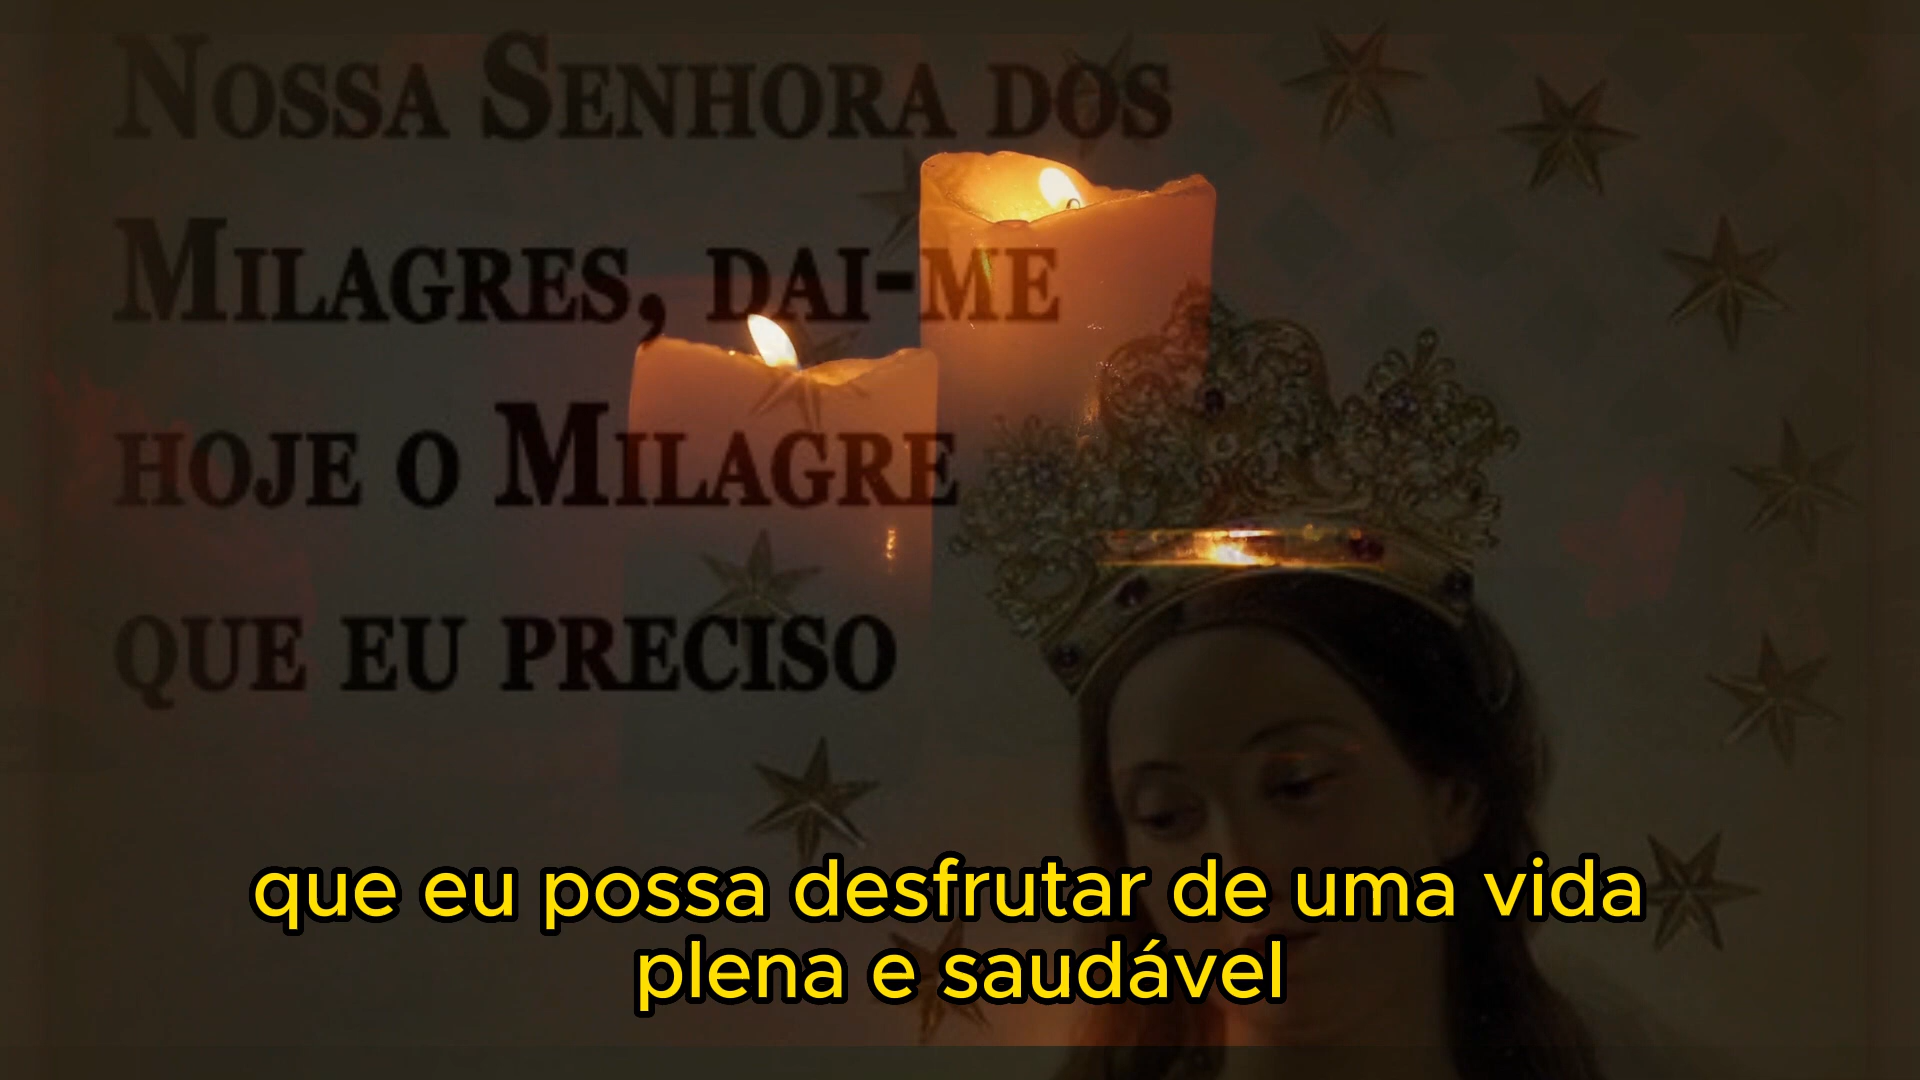 NOSSA SENHORA DOS
MILAGRES, DAI-ME
HOJE O MILAGRE
QUE EU PRECISO
que eu possa desfrutar de uma vida
plena e saudável